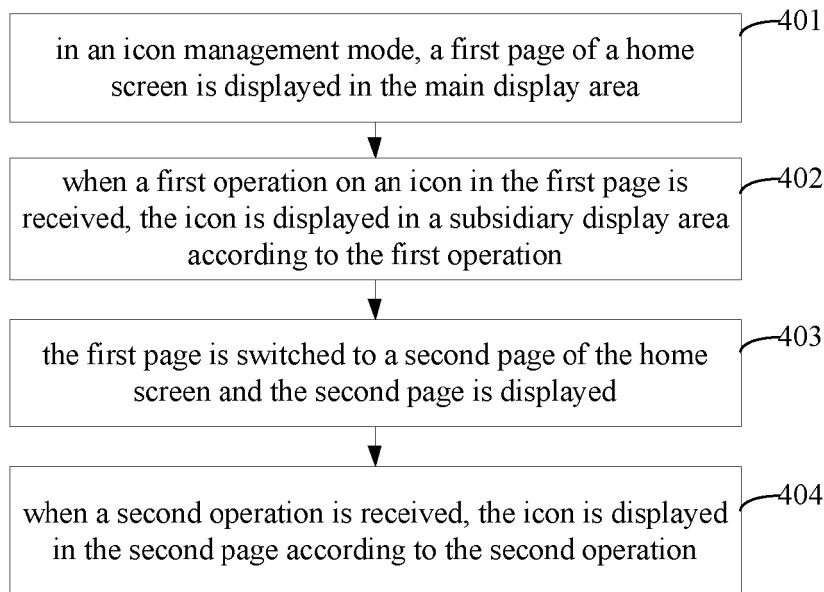 401
in an icon management mode, a first page of a home
screen is displayed in the main display area
402
when a first operation on an icon in the first page is
received, the icon is displayed in a subsidiary display area
according to the first operation
403
the first page is switched to a second page of the home
screen and the second page is displayed
404
when a second operation is received, the icon is displayed
in the second page according to the second operation